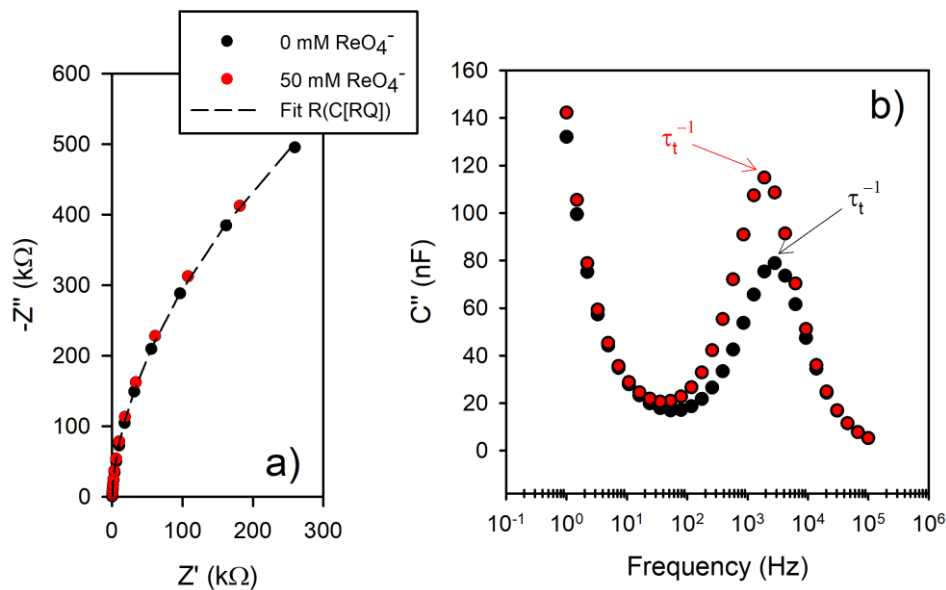 0 mM ReO₄⁻
50 mM ReO₄⁻
Fit R(C[RQ])
600
500
400
300
200
100
0
-Z'' (kΩ)
0 100 200 300
Z' (kΩ)
a)
160
140
120
100
80
60
40
20
0
C'' (nF)
b)
τₜ⁻¹
τₜ⁻¹
10⁻¹ 10⁰ 10¹ 10² 10³ 10⁴ 10⁵ 10⁶
Frequency (Hz)